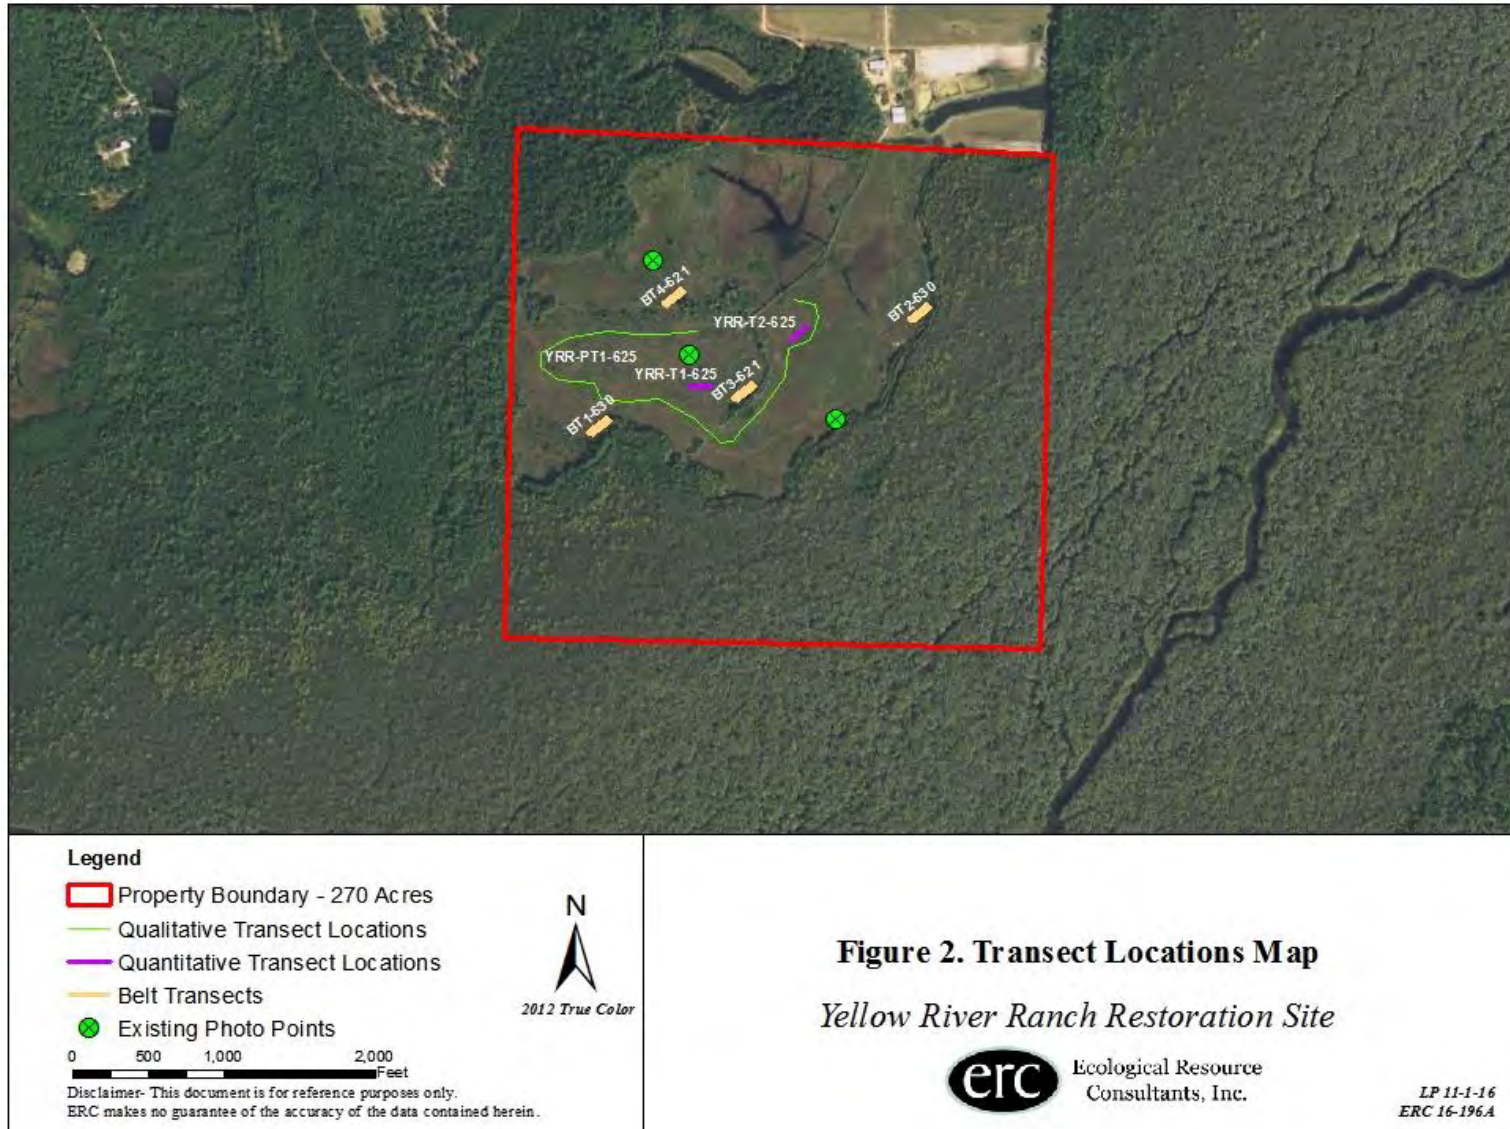 BT4-621
BT2-630
YRR-T2-625
YRR-PT1-625
YRR-T1-625
BT3-621
BT1-630
Legend
Property Boundary - 270 Acres
Qualitative Transect Locations
Quantitative Transect Locations
Belt Transects
Existing Photo Points
0 500 1,000 2,000
Feet
Disclaimer- This document is for reference purposes only.
ERC makes no guarantee of the accuracy of the data contained herein.
N
2012 True Color
Figure 2. Transect Locations Map
Yellow River Ranch Restoration Site
erc
Ecological Resource
Consultants, Inc.
LP 11-1-16
ERC 16-196A